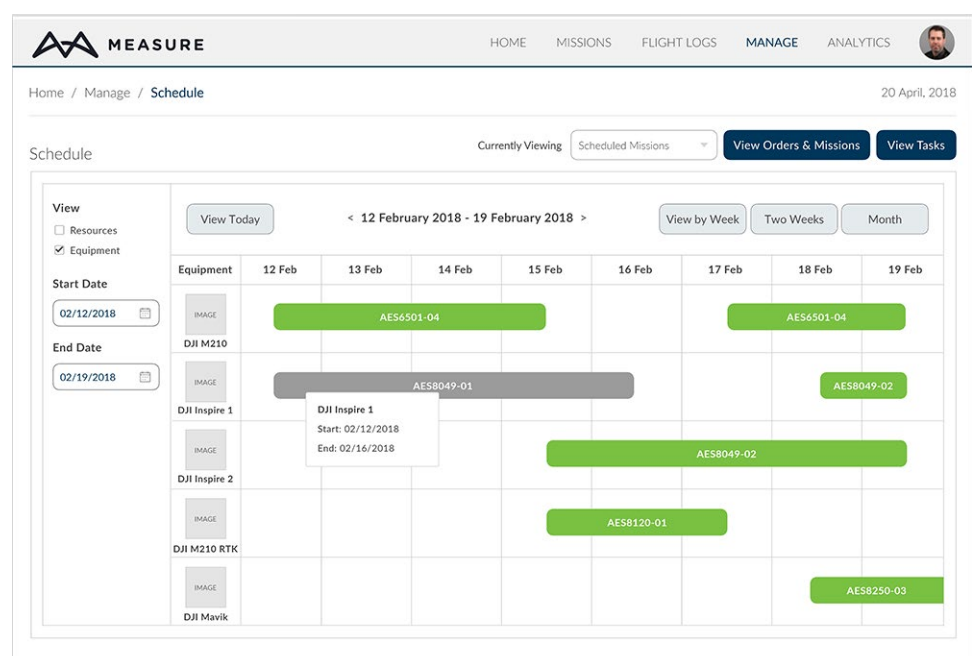 MEASURE
HOME MISSIONS FLIGHT LOGS MANAGE ANALYTICS
Home / Manage / Schedule
20 April, 2018
Schedule
Currently Viewing Scheduled Missions View Orders & Missions View Tasks
View
Resources
Equipment
Start Date
02/12/2018
End Date
02/19/2018
View Today < 12 February 2018 - 19 February 2018 > View by Week Two Weeks Month
Equipment 12 Feb 13 Feb 14 Feb 15 Feb 16 Feb 17 Feb 18 Feb 19 Feb
IMAGE AES6501-04 AES6501-04
DJI M210
IMAGE AES8049-01 AES8049-02
DJI Inspire 1
DJI Inspire 1
Start: 02/12/2018
End: 02/16/2018
IMAGE AES8049-02
DJI Inspire 2
IMAGE AES8120-01
DJI M210 RTK
IMAGE AES8250-03
DJI Mavik